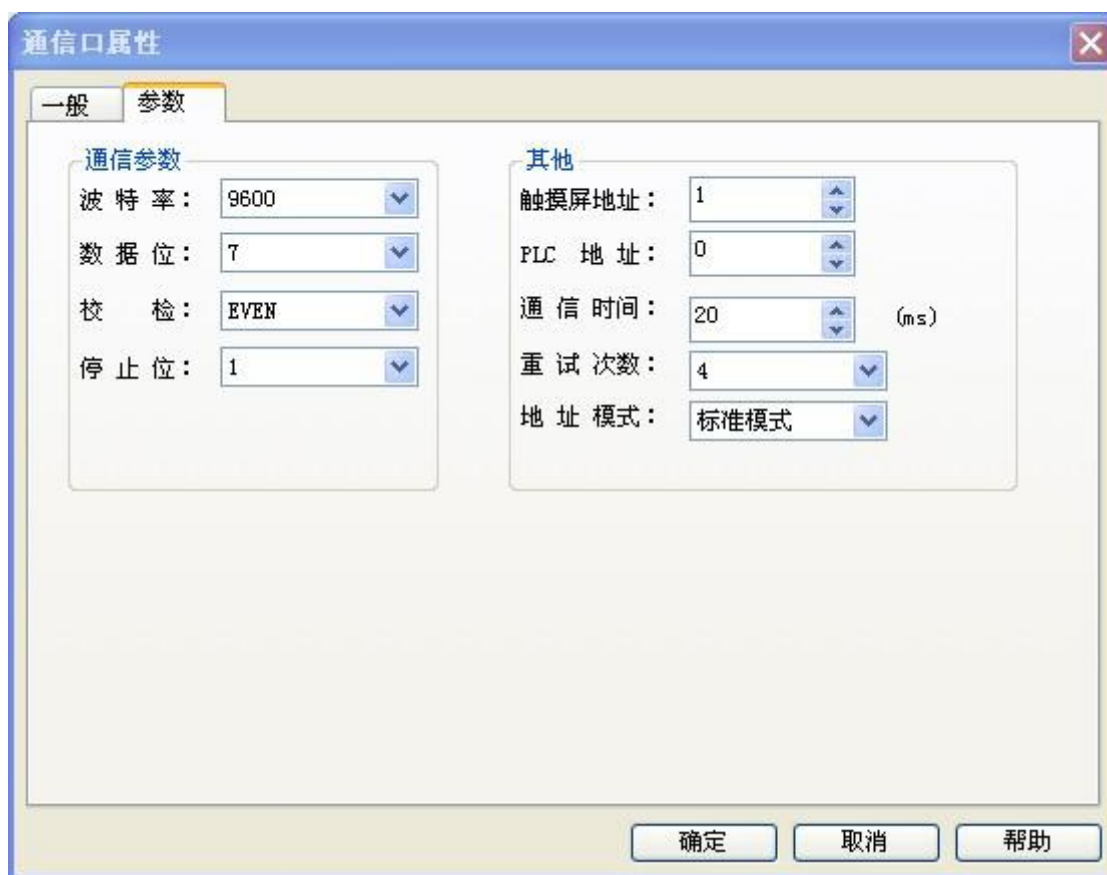 通信口属性
一般 参数
通信参数
波特率： 9600
数据位： 7
校检： EVEN
停止位： 1
其他
触摸屏地址： 1
PLC 地址： 0
通信时间： 20 (ms)
重试次数： 4
地址模式： 标准模式
确定 取消 帮助